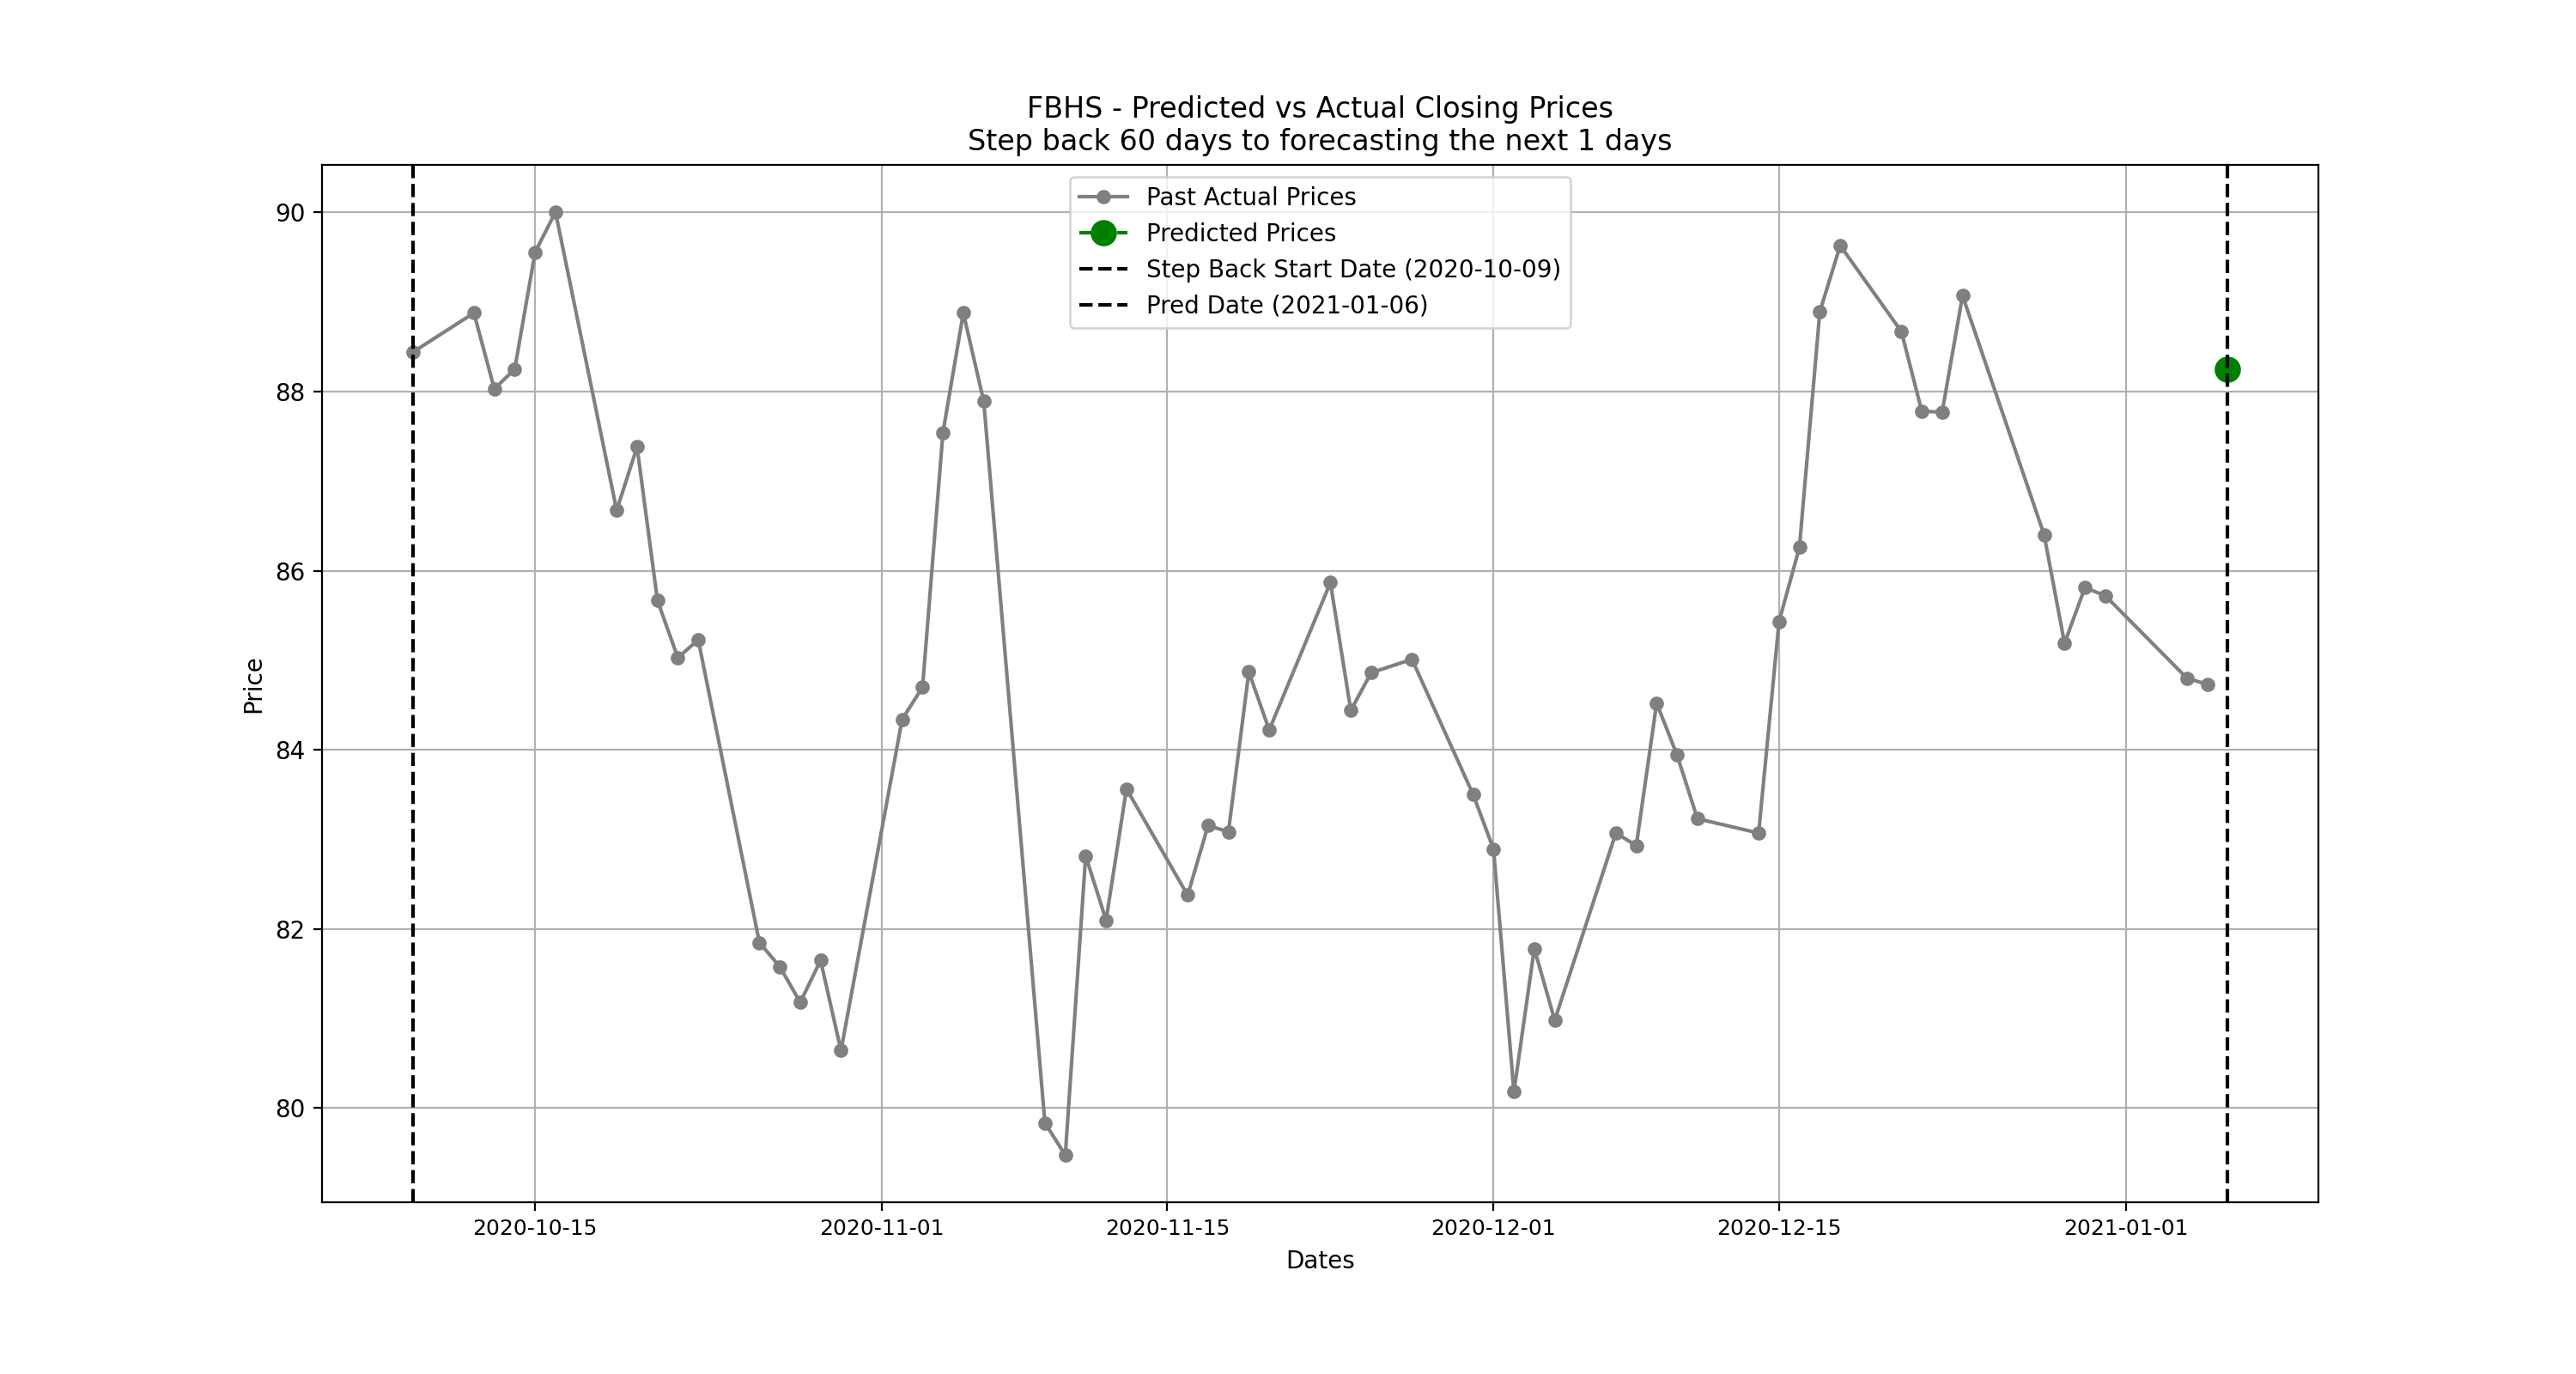 FBHS - Predicted vs Actual Closing Prices
Step back 60 days to forecasting the next 1 days
Past Actual Prices
Predicted Prices
Step Back Start Date (2020-10-09)
Pred Date (2021-01-06)
Price
90
88
86
84
82
80
2020-10-15 2020-11-01 2020-11-15 2020-12-01 2020-12-15 2021-01-01
Dates